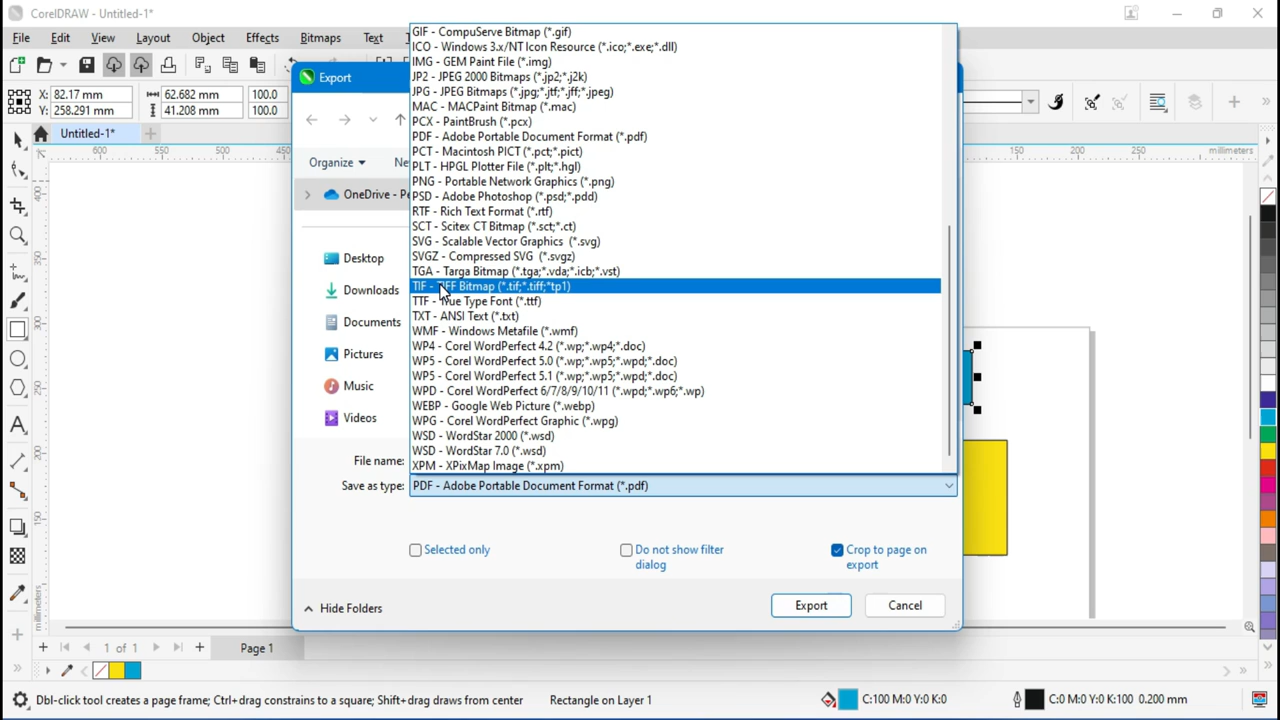 CorelDRAW - Untitled-1*
File Edit View Layout Object Effects Bitmaps Text
X: 82.17 mm 62.682 mm 100.0
Y: 258.291 mm 41.208 mm 100.0
Untitled-1*
600 500 450 150 200 250 millimeters
Export
Organize
OneDrive - Pe
Desktop
Downloads
Documents
Pictures
Music
Videos
GIF - CompuServe Bitmap (*.gif)
ICO - Windows 3.x/NT Icon Resource (*.ico;*.exe;*.dll)
IMG - GEM Paint File (*.img)
JP2 - JPEG 2000 Bitmaps (*.jp2;*.j2k)
JPG - JPEG Bitmaps (*.jpg;*.jtf;*.jff;*.jpeg)
MAC - MACPaint Bitmap (*.mac)
PCX - PaintBrush (*.pcx)
PDF - Adobe Portable Document Format (*.pdf)
PCT - Macintosh PICT (*.pct;*.pict)
PLT - HPGL Plotter File (*.plt;*.hgl)
PNG - Portable Network Graphics (*.png)
PSD - Adobe Photoshop (*.psd;*.pdd)
RTF - Rich Text Format (*.rtf)
SCT - Scitex CT Bitmap (*.sct;*.ct)
SVG - Scalable Vector Graphics (*.svg)
SVGZ - Compressed SVG (*.svgz)
TGA - Targa Bitmap (*.tga;*.vda;*.icb;*.vst)
TIF - TIFF Bitmap (*.tif;*.tiff;*tp1)
TTF - True Type Font (*.ttf)
TXT - ANSI Text (*.txt)
WMF - Windows Metafile (*.wmf)
WP4 - Corel WordPerfect 4.2 (*.wp;*.wp4;*.doc)
WP5 - Corel WordPerfect 5.0 (*.wp;*.wp5;*.wpd;*.doc)
WP5 - Corel WordPerfect 5.1 (*.wp;*.wp5;*.wpd;*.doc)
WPD - Corel WordPerfect 6/7/8/9/10/11 (*.wpd;*.wp6;*.wp)
WEBP - Google Web Picture (*.webp)
WPG - Corel WordPerfect Graphic (*.wpg)
WSD - WordStar 2000 (*.wsd)
WSD - WordStar 7.0 (*.wsd)
XPM - XPixMap Image (*.xpm)
File name:
Save as type: PDF - Adobe Portable Document Format (*.pdf)
Selected only
Do not show filter
dialog
Crop to page on
export
Hide Folders
Export Cancel
1 of 1
Page 1
Dbl-click tool creates a page frame; Ctrl+drag constrains to a square; Shift+drag draws from center
Rectangle on Layer 1
C:100 M:0 Y:0 K:0
C:0 M:0 Y:0 K:100 0.200 mm